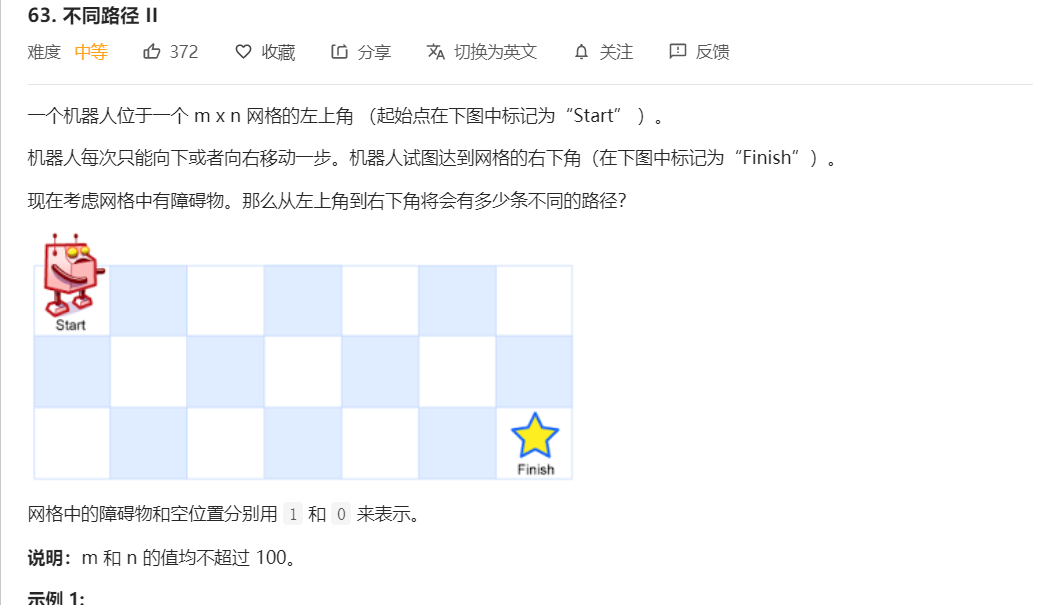 63. 不同路径 II
难度 中等 372 收藏 分享 切换为英文 关注 反馈
一个机器人位于一个 m x n 网格的左上角 （起始点在下图中标记为“Start” ）。
机器人每次只能向下或者向右移动一步。机器人试图达到网格的右下角（在下图中标记为“Finish”）。
现在考虑网格中有障碍物。那么从左上角到右下角将会有多少条不同的路径?
Start
Finish
网格中的障碍物和空位置分别用 1 和 0 来表示。
说明：m 和 n 的值均不超过 100。
示例 1: